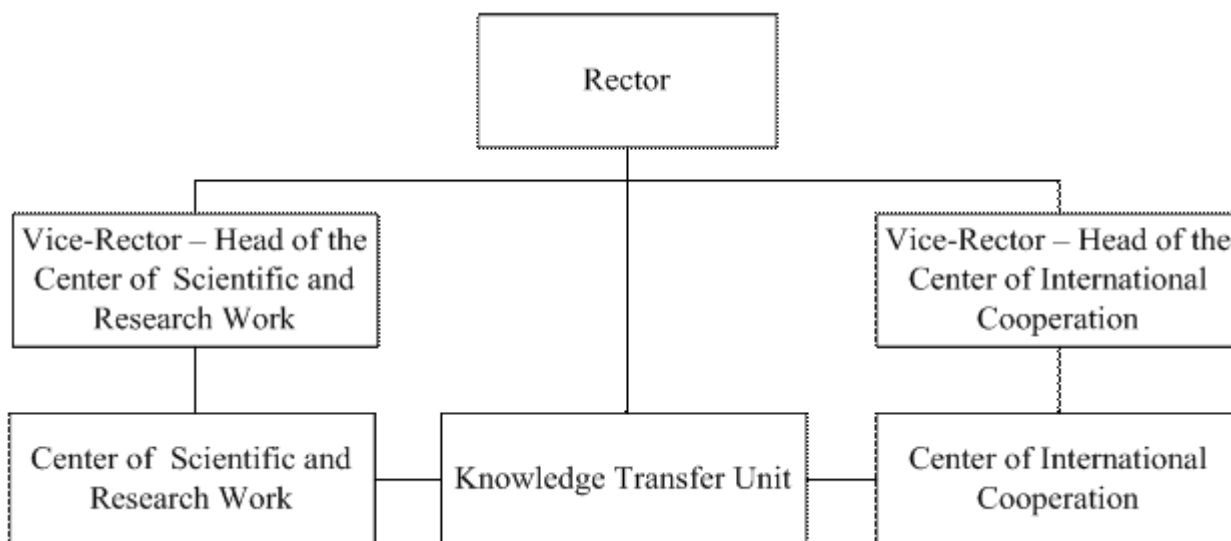 Rector
Vice-Rector – Head of the
Center of Scientific and
Research Work
Vice-Rector – Head of the
Center of International
Cooperation
Center of Scientific and
Research Work
Knowledge Transfer Unit
Center of International
Cooperation